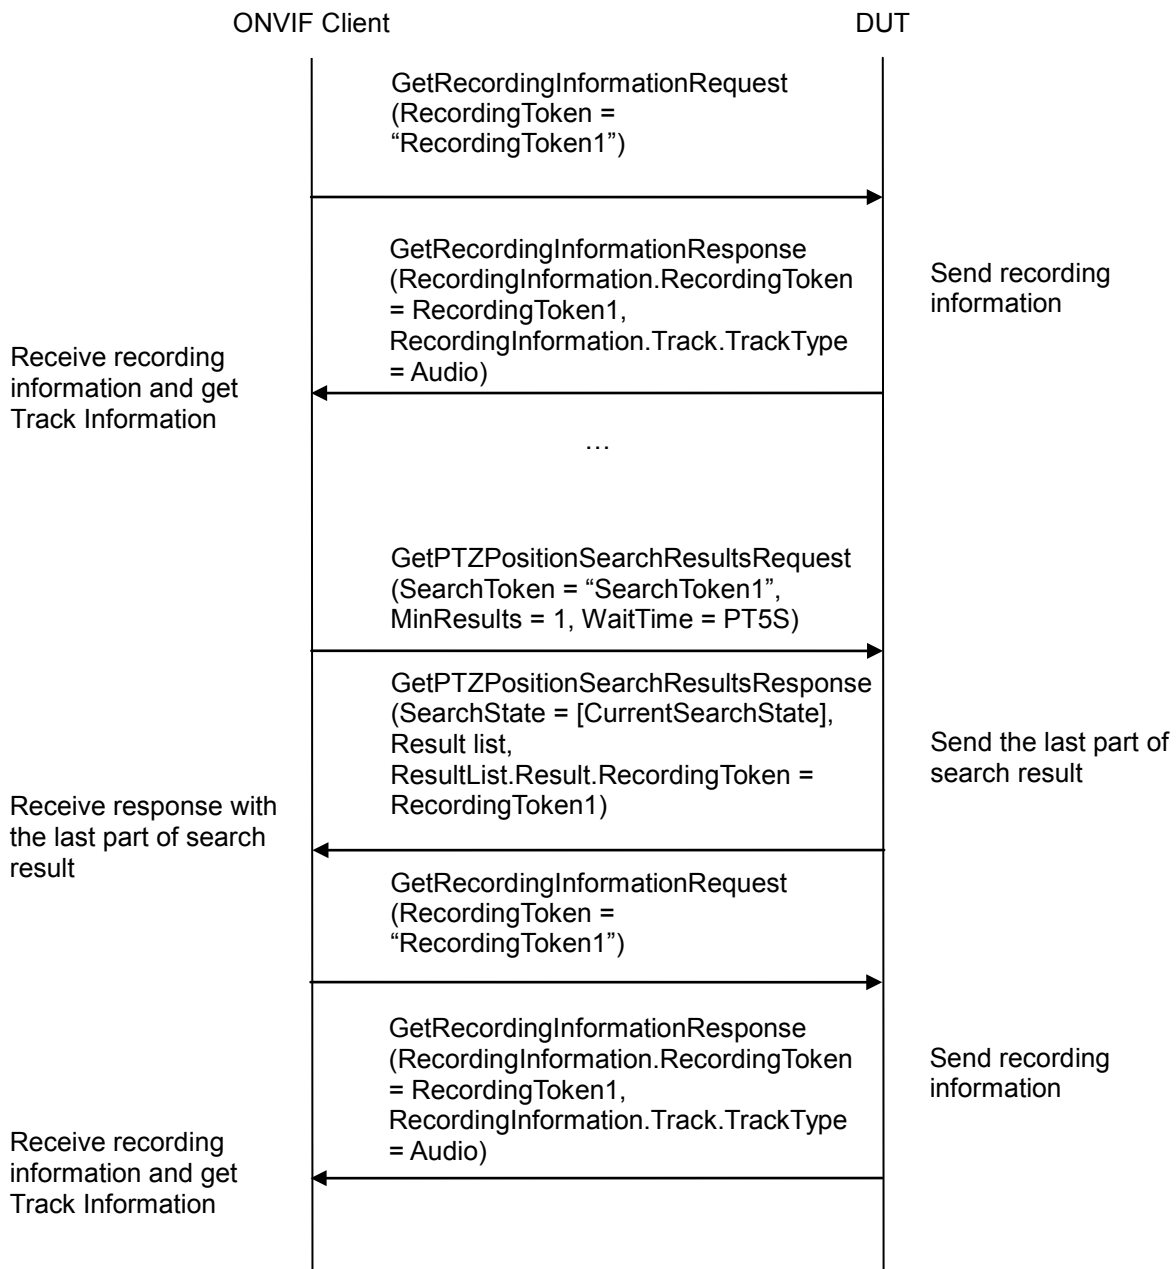 ONVIF Client
DUT
GetRecordingInformationRequest
(RecordingToken =
“RecordingToken1”)
GetRecordingInformationResponse
(RecordingInformation.RecordingToken
= RecordingToken1,
RecordingInformation.Track.TrackType
= Audio)
Send recording
information
Receive recording
information and get
Track Information
…
GetPTZPositionSearchResultsRequest
(SearchToken = “SearchToken1”,
MinResults = 1, WaitTime = PT5S)
GetPTZPositionSearchResultsResponse
(SearchState = [CurrentSearchState],
Result list,
ResultList.Result.RecordingToken =
RecordingToken1)
Send the last part of
search result
Receive response with
the last part of search
result
GetRecordingInformationRequest
(RecordingToken =
“RecordingToken1”)
GetRecordingInformationResponse
(RecordingInformation.RecordingToken
= RecordingToken1,
RecordingInformation.Track.TrackType
= Audio)
Send recording
information
Receive recording
information and get
Track Information